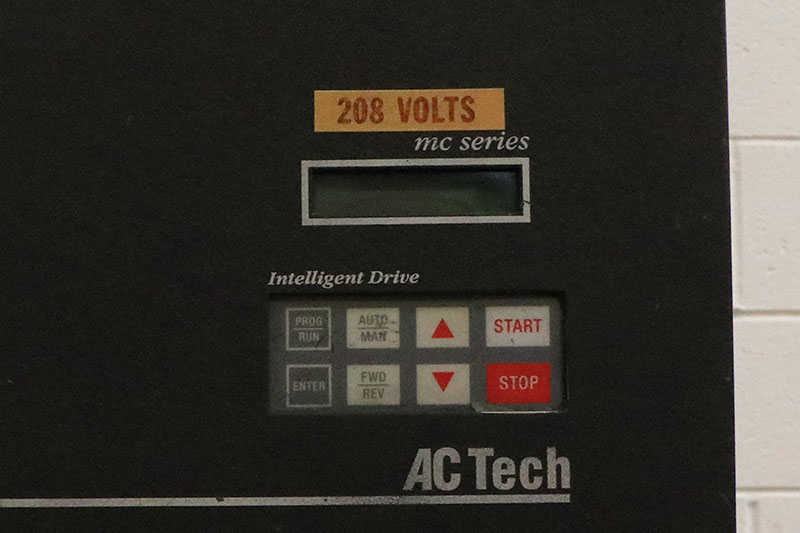 208 VOLTS
mc series
Intelligent Drive
PROG
RUN
AUTO
MAN
START
ENTER
FWD
REV
STOP
AC Tech